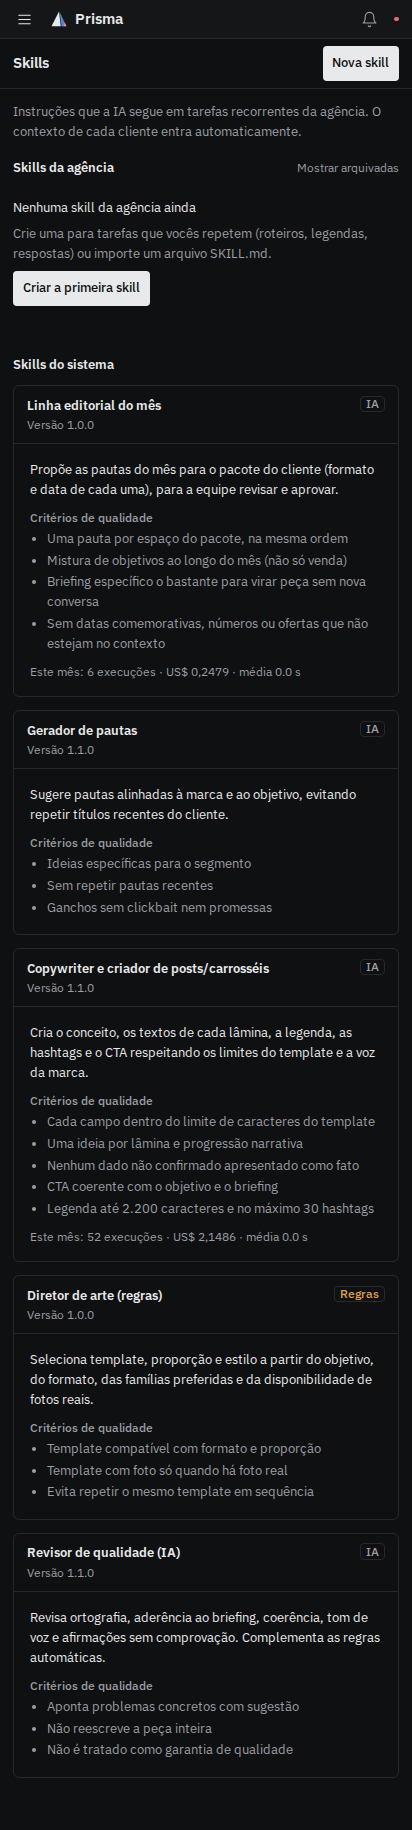 Prisma
Skills
Nova skill
Instruções que a IA segue em tarefas recorrentes da agência. O
contexto de cada cliente entra automaticamente.
Skills da agência
Mostrar arquivadas
Nenhuma skill da agência ainda
Crie uma para tarefas que vocês repetem (roteiros, legendas,
respostas) ou importe um arquivo SKILL.md.
Criar a primeira skill
Skills do sistema
Linha editorial do mês
IA
Versão 1.0.0
Propõe as pautas do mês para o pacote do cliente (formato
e data de cada uma), para a equipe revisar e aprovar.
Critérios de qualidade
• Uma pauta por espaço do pacote, na mesma ordem
• Mistura de objetivos ao longo do mês (não só venda)
• Briefing específico o bastante para virar peça sem nova
conversa
• Sem datas comemorativas, números ou ofertas que não
estejam no contexto
Este mês: 6 execuções · US$ 0,2479 · média 0.0 s
Gerador de pautas
IA
Versão 1.1.0
Sugere pautas alinhadas à marca e ao objetivo, evitando
repetir títulos recentes do cliente.
Critérios de qualidade
• Ideias específicas para o segmento
• Sem repetir pautas recentes
• Ganchos sem clickbait nem promessas
Copywriter e criador de posts/carrosséis
IA
Versão 1.1.0
Cria o conceito, os textos de cada lâmina, a legenda, as
hashtags e o CTA respeitando os limites do template e a voz
da marca.
Critérios de qualidade
• Cada campo dentro do limite de caracteres do template
• Uma ideia por lâmina e progressão narrativa
• Nenhum dado não confirmado apresentado como fato
• CTA coerente com o objetivo e o briefing
• Legenda até 2.200 caracteres e no máximo 30 hashtags
Este mês: 52 execuções · US$ 2,1486 · média 0.0 s
Diretor de arte (regras)
Regras
Versão 1.0.0
Seleciona template, proporção e estilo a partir do objetivo,
do formato, das famílias preferidas e da disponibilidade de
fotos reais.
Critérios de qualidade
• Template compatível com formato e proporção
• Template com foto só quando há foto real
• Evita repetir o mesmo template em sequência
Revisor de qualidade (IA)
IA
Versão 1.1.0
Revisa ortografia, aderência ao briefing, coerência, tom de
voz e afirmações sem comprovação. Complementa as regras
automáticas.
Critérios de qualidade
• Aponta problemas concretos com sugestão
• Não reescreve a peça inteira
• Não é tratado como garantia de qualidade